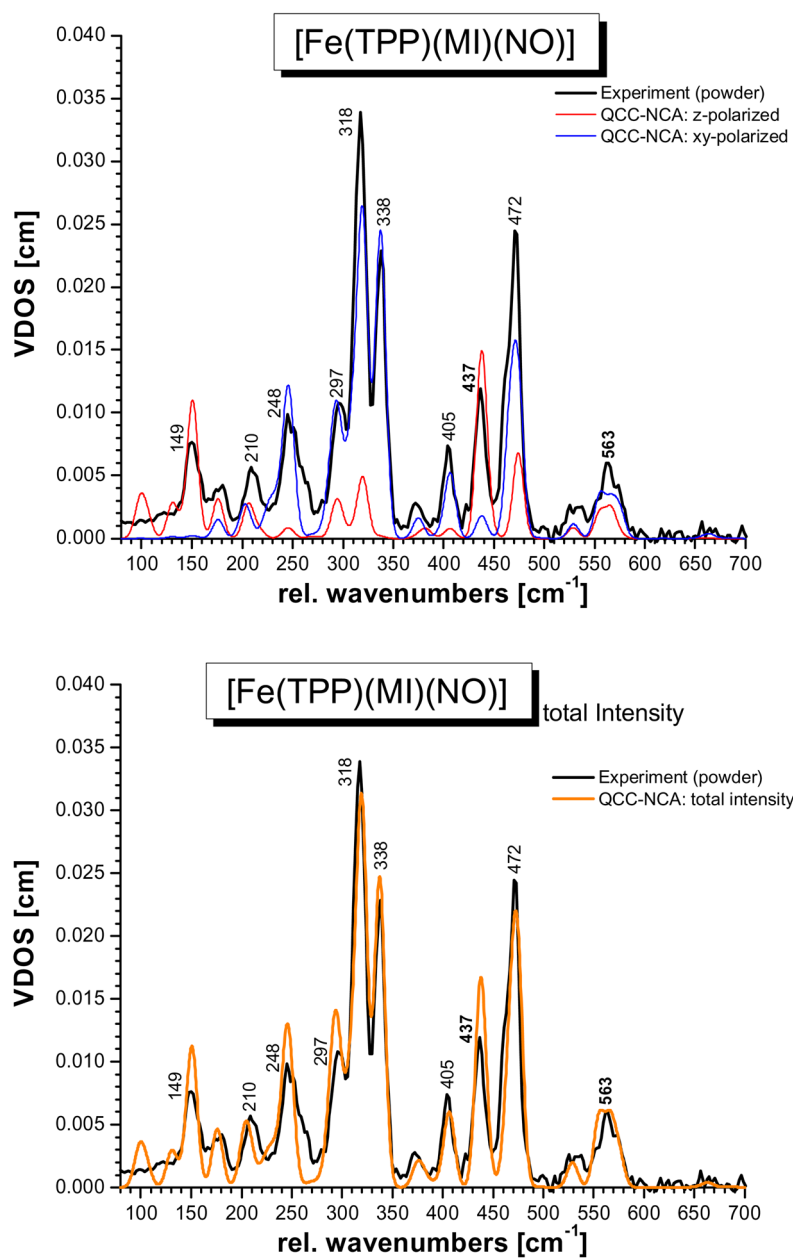 [Fe(TPP)(MI)(NO)]
0.040
0.035
0.030
0.025
0.020
0.015
0.010
0.005
0.000
VDOS [cm]
Experiment (powder)
QCC-NCA: z-polarized
QCC-NCA: xy-polarized
149
210
248
297
318
338
405
437
472
563
100 150 200 250 300 350 400 450 500 550 600 650 700
rel. wavenumbers [cm-1]
[Fe(TPP)(MI)(NO)]
total Intensity
0.040
0.035
0.030
0.025
0.020
0.015
0.010
0.005
0.000
VDOS [cm]
Experiment (powder)
QCC-NCA: total intensity
149
210
248
297
318
338
405
437
472
563
100 150 200 250 300 350 400 450 500 550 600 650 700
rel. wavenumbers [cm-1]